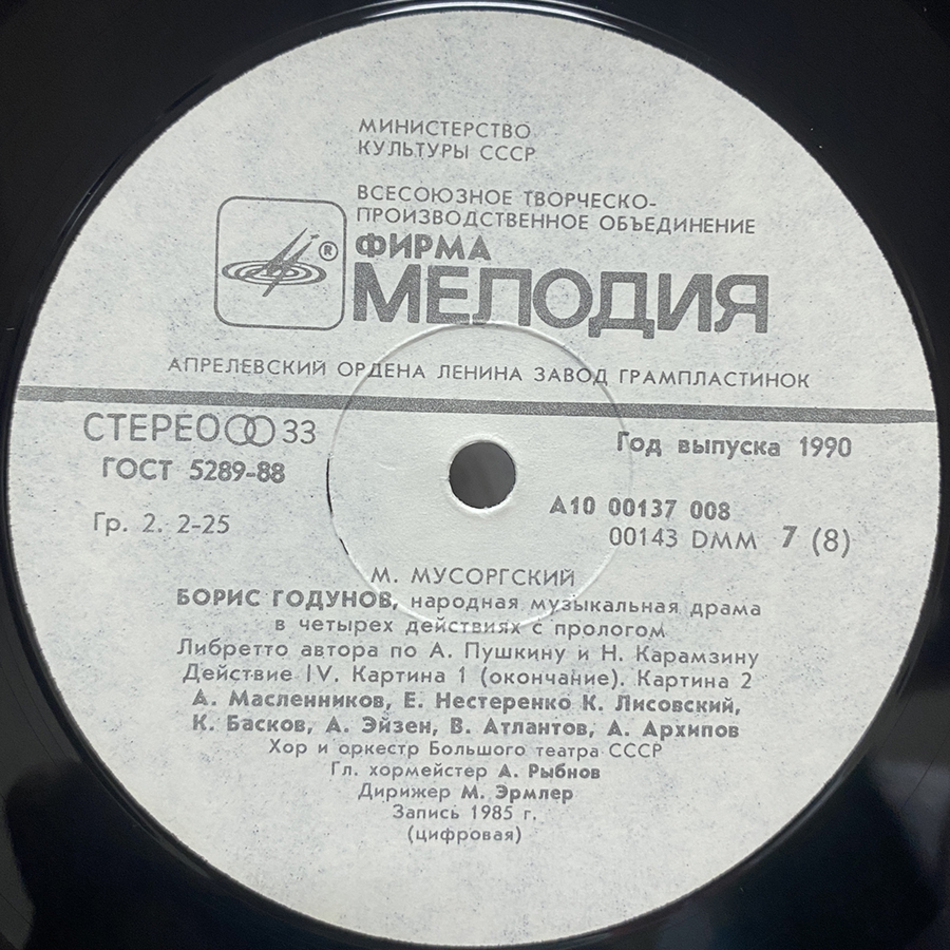 МИНИСТЕРСТВО
КУЛЬТУРЫ СССР
ВСЕСОЮЗНОЕ ТВОРЧЕСКО-
ПРОИЗВОДСТВЕННОЕ ОБЪЕДИНЕНИЕ
ФИРМА
®
МЕЛОДИЯ
АПРЕЛЕВСКИЙ ОРДЕНА ЛЕНИНА ЗАВОД ГРАМПЛАСТИНОК
СТЕРЕО 33
Год выпуска 1990
ГОСТ 5289-88
А10 00137 008
Гр. 2. 2-25
00143 DMM 7 (8)
М. МУСОРГСКИЙ
БОРИС ГОДУНОВ, народная музыкальная драма
в четырех действиях с прологом
Либретто автора по А. Пушкину и Н. Карамзину
Действие IV. Картина 1 (окончание). Картина 2
А. Масленников, Е. Нестеренко К. Лисовский,
К. Басков, А. Эйзен, В. Атлантов, А. Архипов
Хор и оркестр Большого театра СССР
Гл. хормейстер А. Рыбнов
Дирижер М. Эрмлер
Запись 1985 г.
(цифровая)